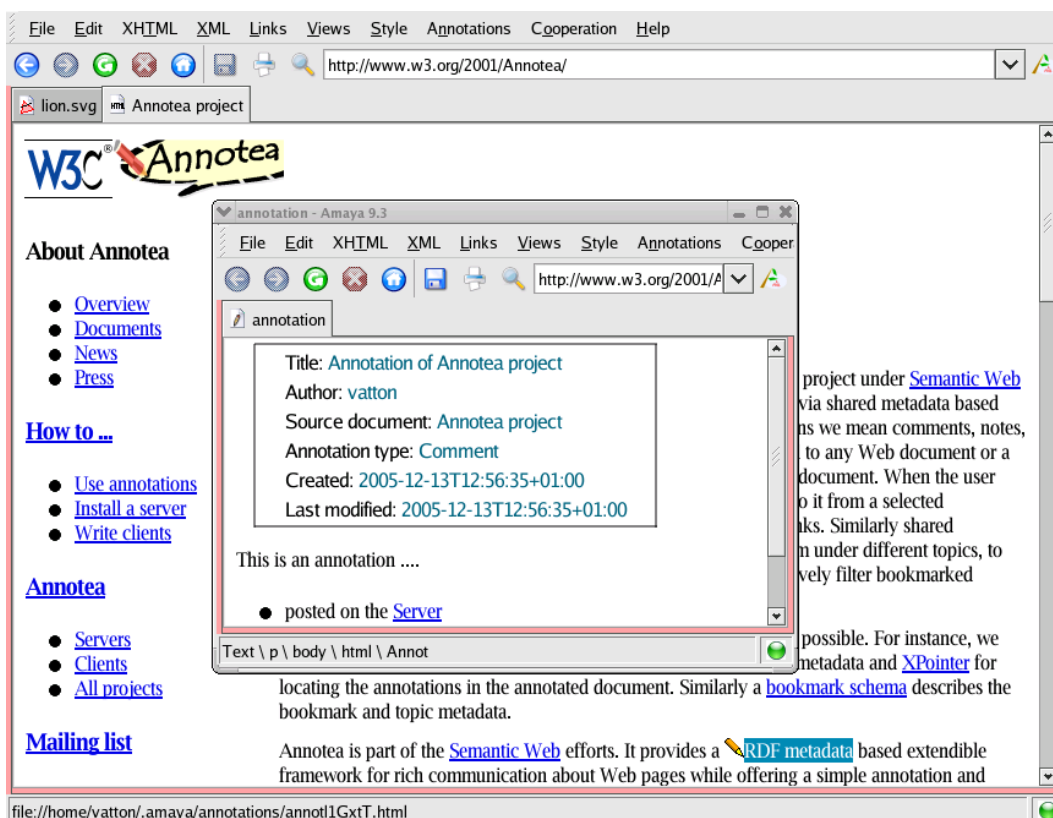 File Edit XHTML XML Links Views Style Annotations Cooperation Help
http://www.w3.org/2001/Annotea/
lion.svg Annotea project
W3C® Annotea
annotation - Amaya 9.3
File Edit XHTML XML Links Views Style Annotations Cooper
http://www.w3.org/2001/A
annotation
Title: Annotation of Annotea project
Author: vatton
Source document: Annotea project
Annotation type: Comment
Created: 2005-12-13T12:56:35+01:00
Last modified: 2005-12-13T12:56:35+01:00
This is an annotation ....
posted on the Server
Text \ p \ body \ html \ Annot
About Annotea
Overview
Documents
News
Press
How to ...
Use annotations
Install a server
Write clients
Annotea
Servers
Clients
All projects
Mailing list
project under Semantic Web
via shared metadata based
ns we mean comments, notes,
to any Web document or a
document. When the user
o it from a selected
nks. Similarly shared
m under different topics, to
vely filter bookmarked
possible. For instance, we
metadata and XPointer for
locating the annotations in the annotated document. Similarly a bookmark schema describes the
bookmark and topic metadata.
Annotea is part of the Semantic Web efforts. It provides a RDF metadata based extendible
framework for rich communication about Web pages while offering a simple annotation and
file://home/vatton/.amaya/annotations/annotl1GxtT.html